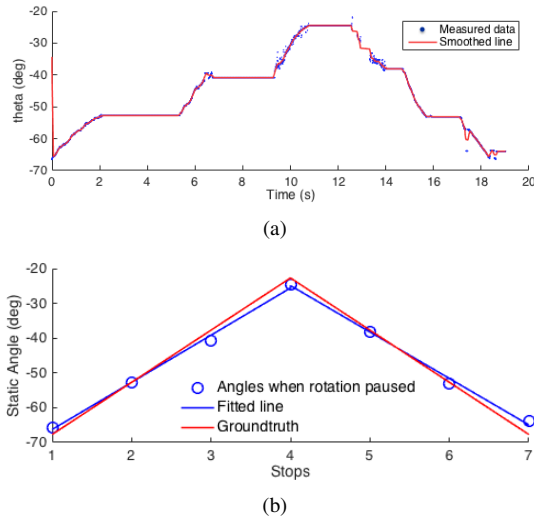 -20
-30
-40
-50
-60
-70
theta (deg)
Measured data
Smoothed line
0 2 4 6 8 10 12 14 16 18 20
Time (s)
(a)
-20
-30
-40
-50
-60
-70
Static Angle (deg)
Angles when rotation paused
Fitted line
Groundtruth
1 2 3 4 5 6 7
Stops
(b)